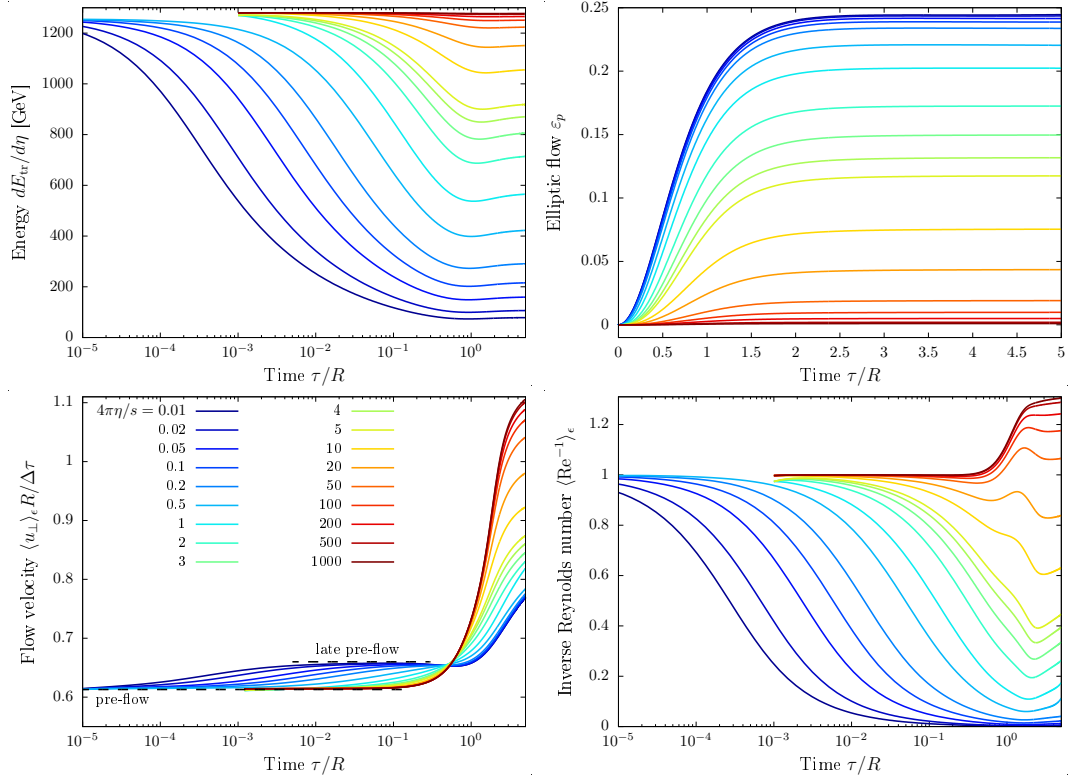 Energy dE_tr/dη [GeV]
1200
1000
800
600
400
200
0
10^−5 10^−4 10^−3 10^−2 10^−1 10^0
Time τ/R
Elliptic flow ε_p
0.25
0.2
0.15
0.1
0.05
0
0 0.5 1 1.5 2 2.5 3 3.5 4 4.5 5
Time τ/R
Flow velocity ⟨u_⊥⟩_ϵ R/Δτ
1.1
1
0.9
0.8
0.7
0.6
4πη/s = 0.01
0.02
0.05
0.1
0.2
0.5
1
2
3
4
5
10
20
50
100
200
500
1000
late pre-flow
pre-flow
10^−5 10^−4 10^−3 10^−2 10^−1 10^0
Time τ/R
Inverse Reynolds number ⟨Re^−1⟩_ϵ
1.2
1
0.8
0.6
0.4
0.2
0
10^−5 10^−4 10^−3 10^−2 10^−1 10^0
Time τ/R